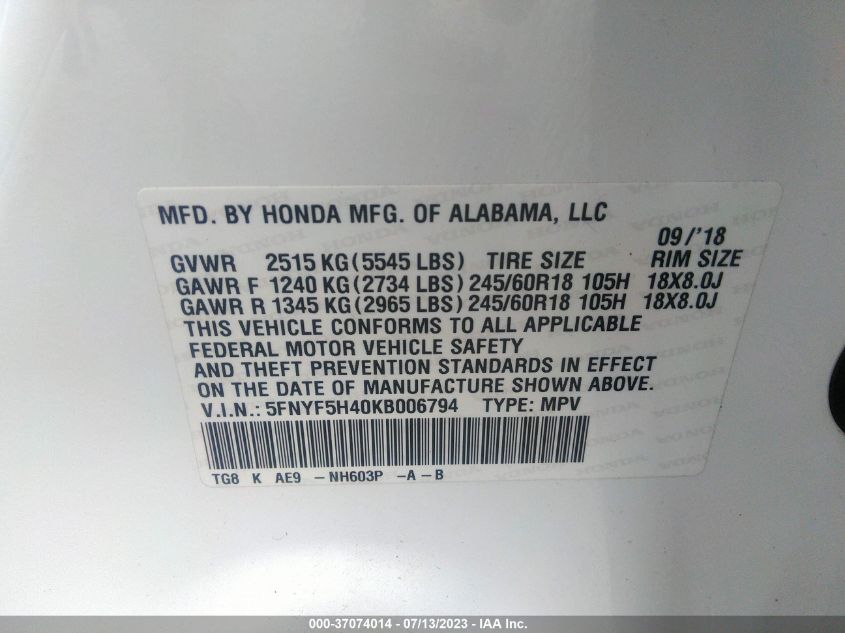 MFD. BY HONDA MFG. OF ALABAMA, LLC
09/'18
GVWR 2515 KG (5545 LBS) TIRE SIZE RIM SIZE
GAWR F 1240 KG (2734 LBS) 245/60R18 105H 18X8.0J
GAWR R 1345 KG (2965 LBS) 245/60R18 105H 18X8.0J
THIS VEHICLE CONFORMS TO ALL APPLICABLE
FEDERAL MOTOR VEHICLE SAFETY
AND THEFT PREVENTION STANDARDS IN EFFECT
ON THE DATE OF MANUFACTURE SHOWN ABOVE.
V.I.N.: 5FNYF5H40KB006794 TYPE: MPV
TG8 K AE9 -NH603P -A-B
000-37074014 - 07/13/2023 - IAA Inc.